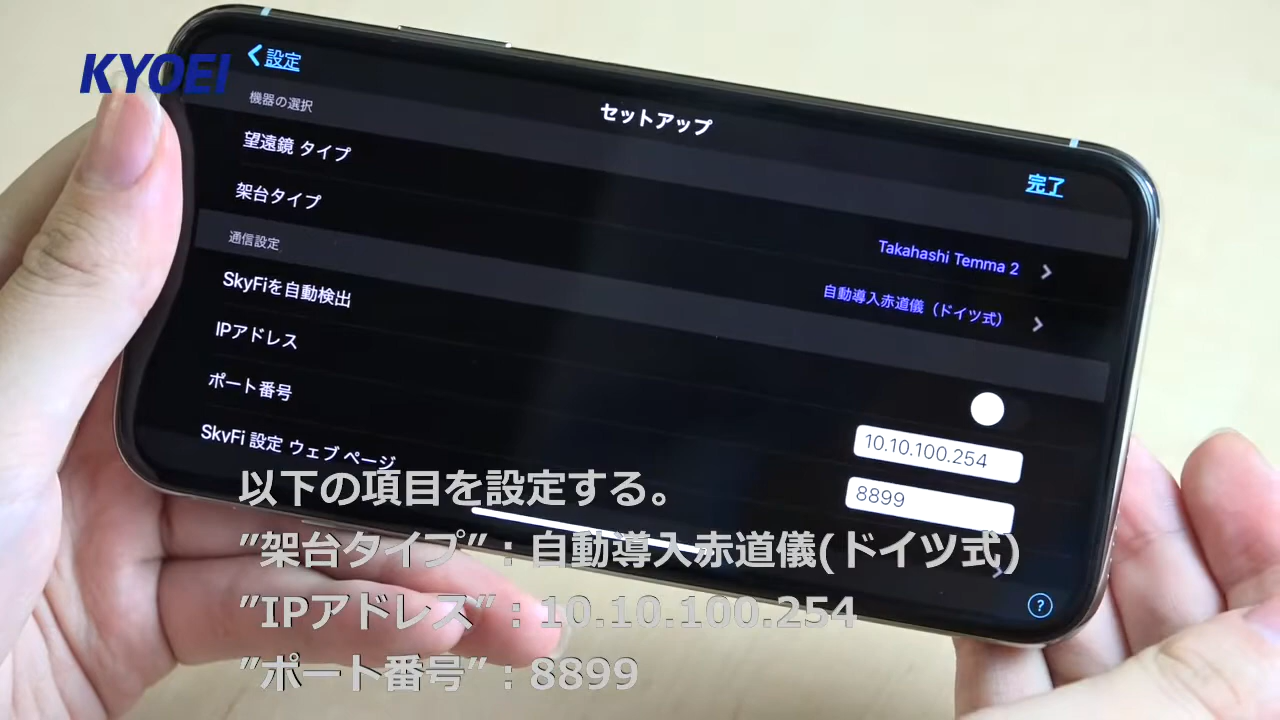 KYOEI
設定
セットアップ
完了
機器の選択
望遠鏡 タイプ
Takahashi Temma 2
架台タイプ
自動導入赤道儀（ドイツ式）
通信設定
SkyFiを自動検出
IPアドレス
10.10.100.254
ポート番号
8899
SkyFi 設定 ウェブ ページ
?
以下の項目を設定する。
”架台タイプ”：自動導入赤道儀(ドイツ式)
”IPアドレス”：10.10.100.254
”ポート番号”：8899